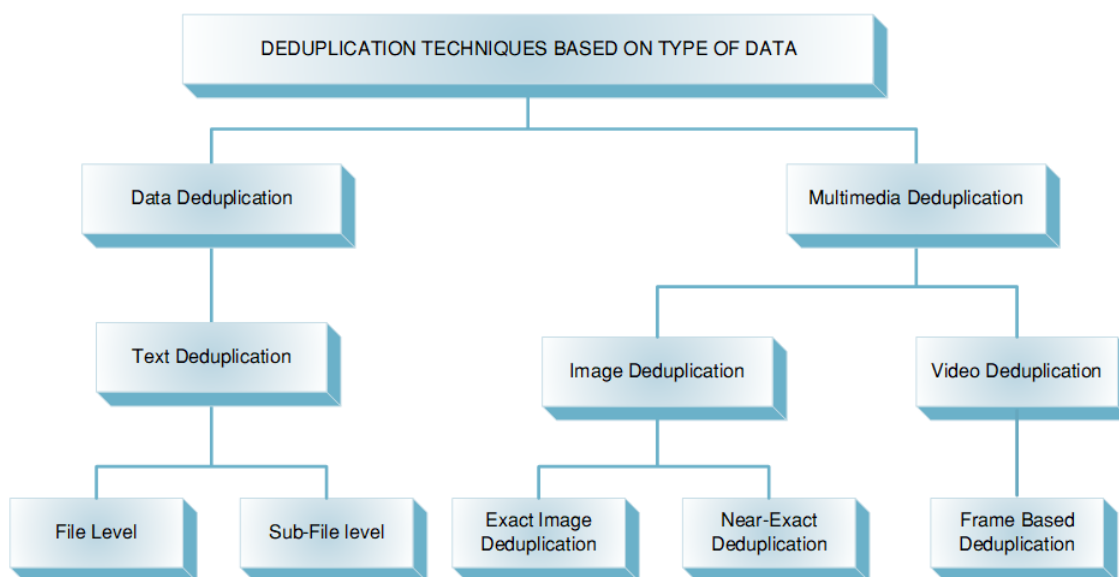 DEDUPLICATION TECHNIQUES BASED ON TYPE OF DATA
Data Deduplication
Multimedia Deduplication
Text Deduplication
Image Deduplication
Video Deduplication
File Level
Sub-File level
Exact Image
Deduplication
Near-Exact
Deduplication
Frame Based
Deduplication